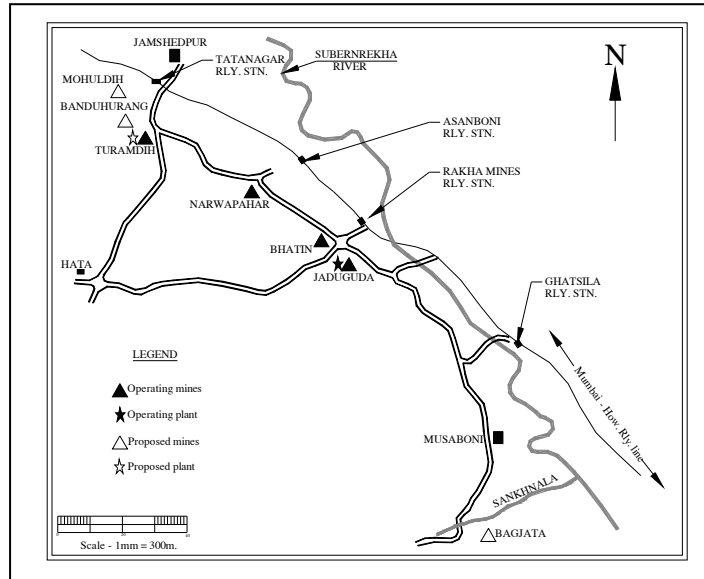 JAMSHEDPUR
TATANAGAR
RLY. STN.
SUBERNREKHA
RIVER
N
MOHULDIH
BANDUHURANG
TURAMDIH
ASANBONI
RLY. STN.
RAKHA MINES
RLY. STN.
NARWAPAHAR
BHATIN
HATA
JADUGUDA
GHATSILA
RLY. STN.
LEGEND
Operating mines
Operating plant
Proposed mines
Proposed plant
Mumbai - How. Rly. line
MUSABONI
SANKHNALA
BAGJATA
Scale - 1mm = 300m.